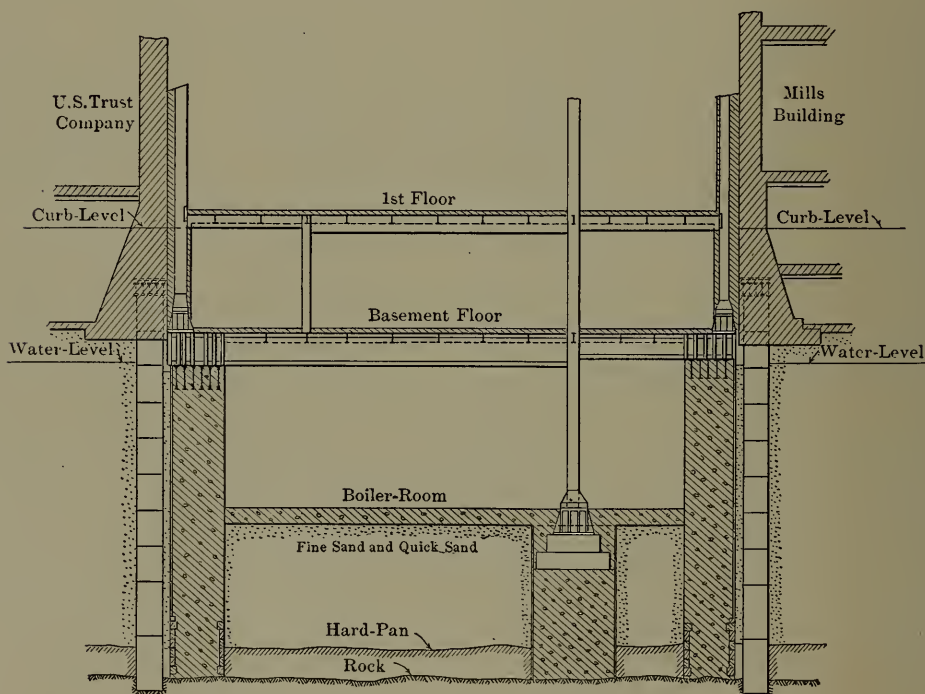 U.S. Trust
Company
Mills
Building
1st Floor
Curb-Level
Curb-Level
Basement Floor
Water-Level
Water-Level
Boiler-Room
Fine Sand and Quick Sand
Hard-Pan
Rock